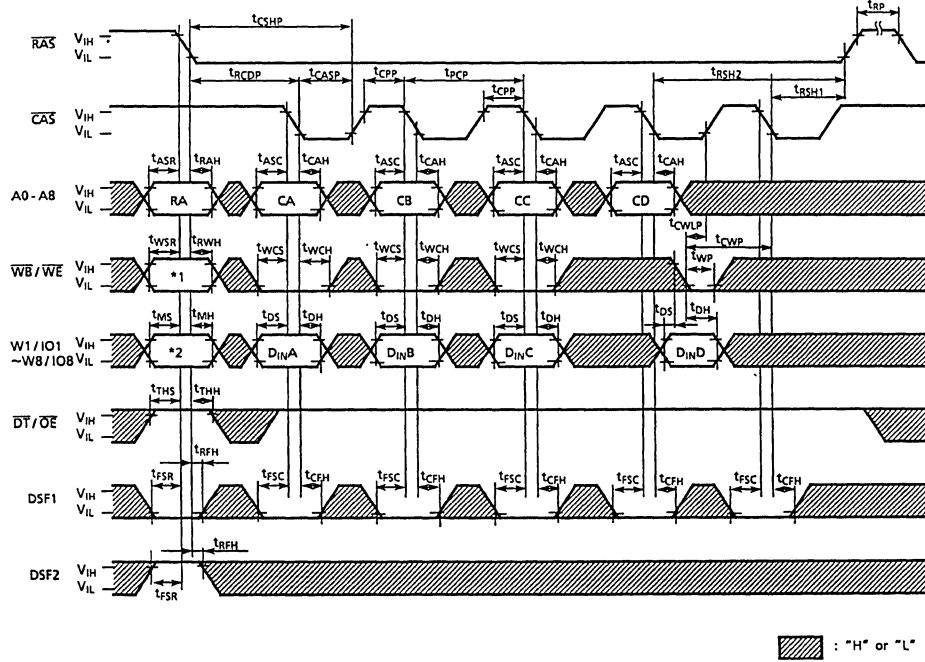 tRP
tCSHP
RAS VIH
VIL
tRCDP tCASP tCPP tPCP tRSH2
tCPP tRSH1
CAS VIH
VIL
tASR tRAH tASC tCAH tASC tCAH tASC tCAH tASC tCAH
A0 - A8 VIH
VIL
RA CA CB CC CD
tCWLP tCWP
tWSR tRWH tWCS tWCH tWCS tWCH tWCS tWCH tWP
WB / WE VIH
VIL
*1
tMS tMH tDS tDH tDS tDH tDS tDH tDS tDH
W1 / IO1 VIH
~W8 / IO8 VIL
*2 DINA DINB DINC DIND
tTHS tTHH
DT / OE VIH
VIL
tRFH
tFSR tFSC tCFH tFSC tCFH tFSC tCFH tFSC tCFH tFSC tCFH
DSF1 VIH
VIL
tRFH
DSF2 VIH
VIL
tFSR
: "H" or "L"